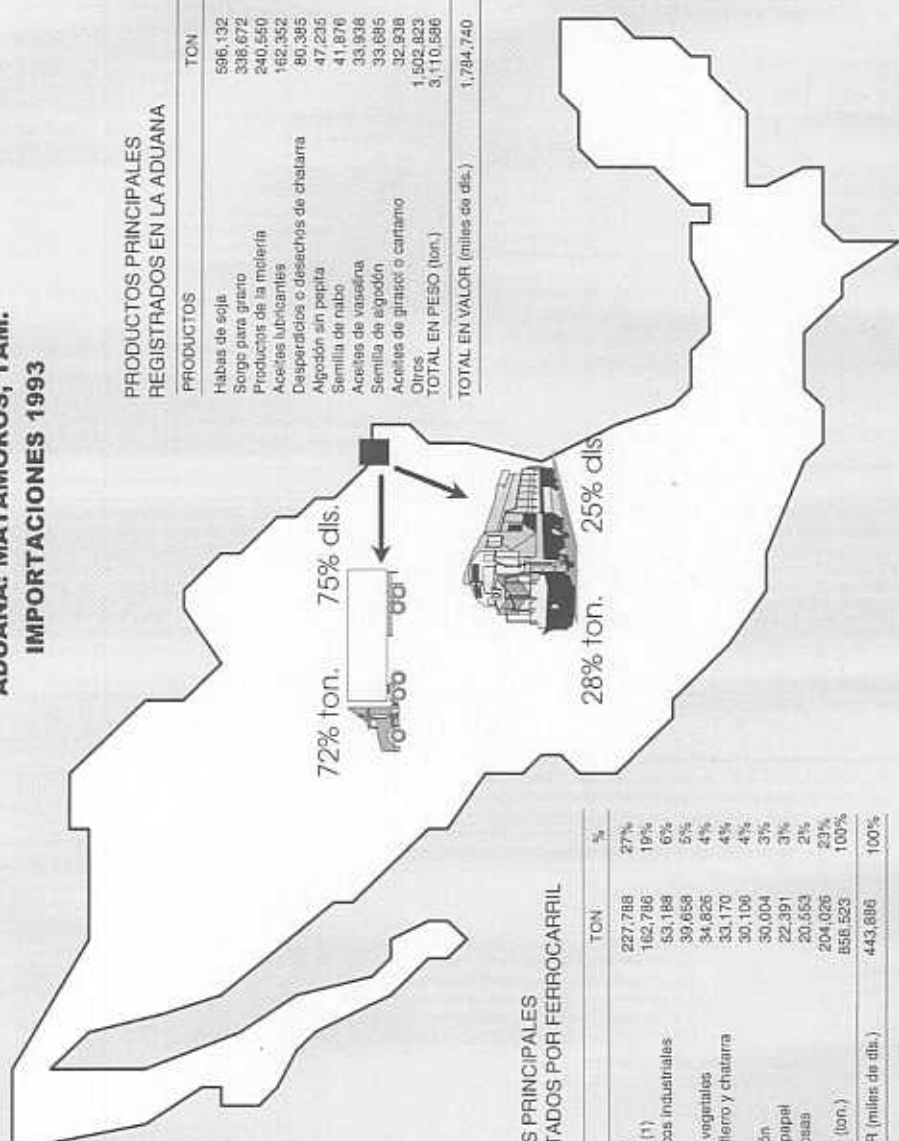 ADUANA: MATAMOROS, TAM.
IMPORTACIONES 1993
PRODUCTOS PRINCIPALES
REGISTRADOS EN LA ADUANA
PRODUCTOS TON
Habas de soja 596,132
Sorgo para grano 338,672
Productos de la molería 240,550
Aceites lubricantes 162,352
Desperdicios o desechos de chatarra 80,385
Algodón sin pepita 47,235
Semilla de nabo 41,876
Aceites de vaselina 33,938
Semilla de algodón 33,685
Aceites de girasol o cartamo 32,938
Otros 1,502,823
TOTAL EN PESO (ton.) 3,110,586
TOTAL EN VALOR (miles de dls.) 1,784,740
72% ton. 75% dls.
28% ton. 25% dls
S PRINCIPALES
TADOS POR FERROCARRIL
TON %
227,788 27%
(1) 162,786 19%
os industriales 53,188 6%
39,658 5%
vegetales 34,826 4%
fierro y chatarra 33,170 4%
30,106 4%
ón 30,004 3%
papel 22,391 3%
osas 20,553 2%
204,026 23%
(ton.) 858,523 100%
R (miles de dls.) 443,886 100%